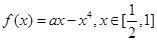 f(x) = ax − x⁴, x ∈ [1/2, 1]